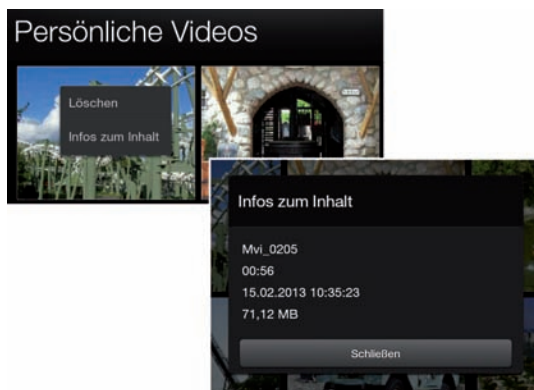 Persönliche Videos
Löschen
Infos zum Inhalt
Infos zum Inhalt
Mvi_0205
00:56
15.02.2013 10:35:23
71,12 MB
Schließen